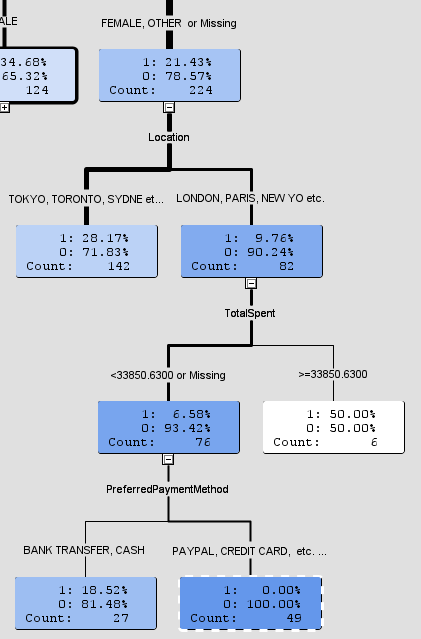 ALE
FEMALE, OTHER or Missing
34.68%
65.32%
124
1: 21.43%
0: 78.57%
Count: 224
Location
TOKYO, TORONTO, SYDNE et...
LONDON, PARIS, NEW YO etc.
1: 28.17%
0: 71.83%
Count: 142
1: 9.76%
0: 90.24%
Count: 82
TotalSpent
<33850.6300 or Missing
>=33850.6300
1: 6.58%
0: 93.42%
Count: 76
1: 50.00%
0: 50.00%
Count: 6
PreferredPaymentMethod
BANK TRANSFER, CASH
PAYPAL, CREDIT CARD, etc. ...
1: 18.52%
0: 81.48%
Count: 27
1: 0.00%
0: 100.00%
Count: 49